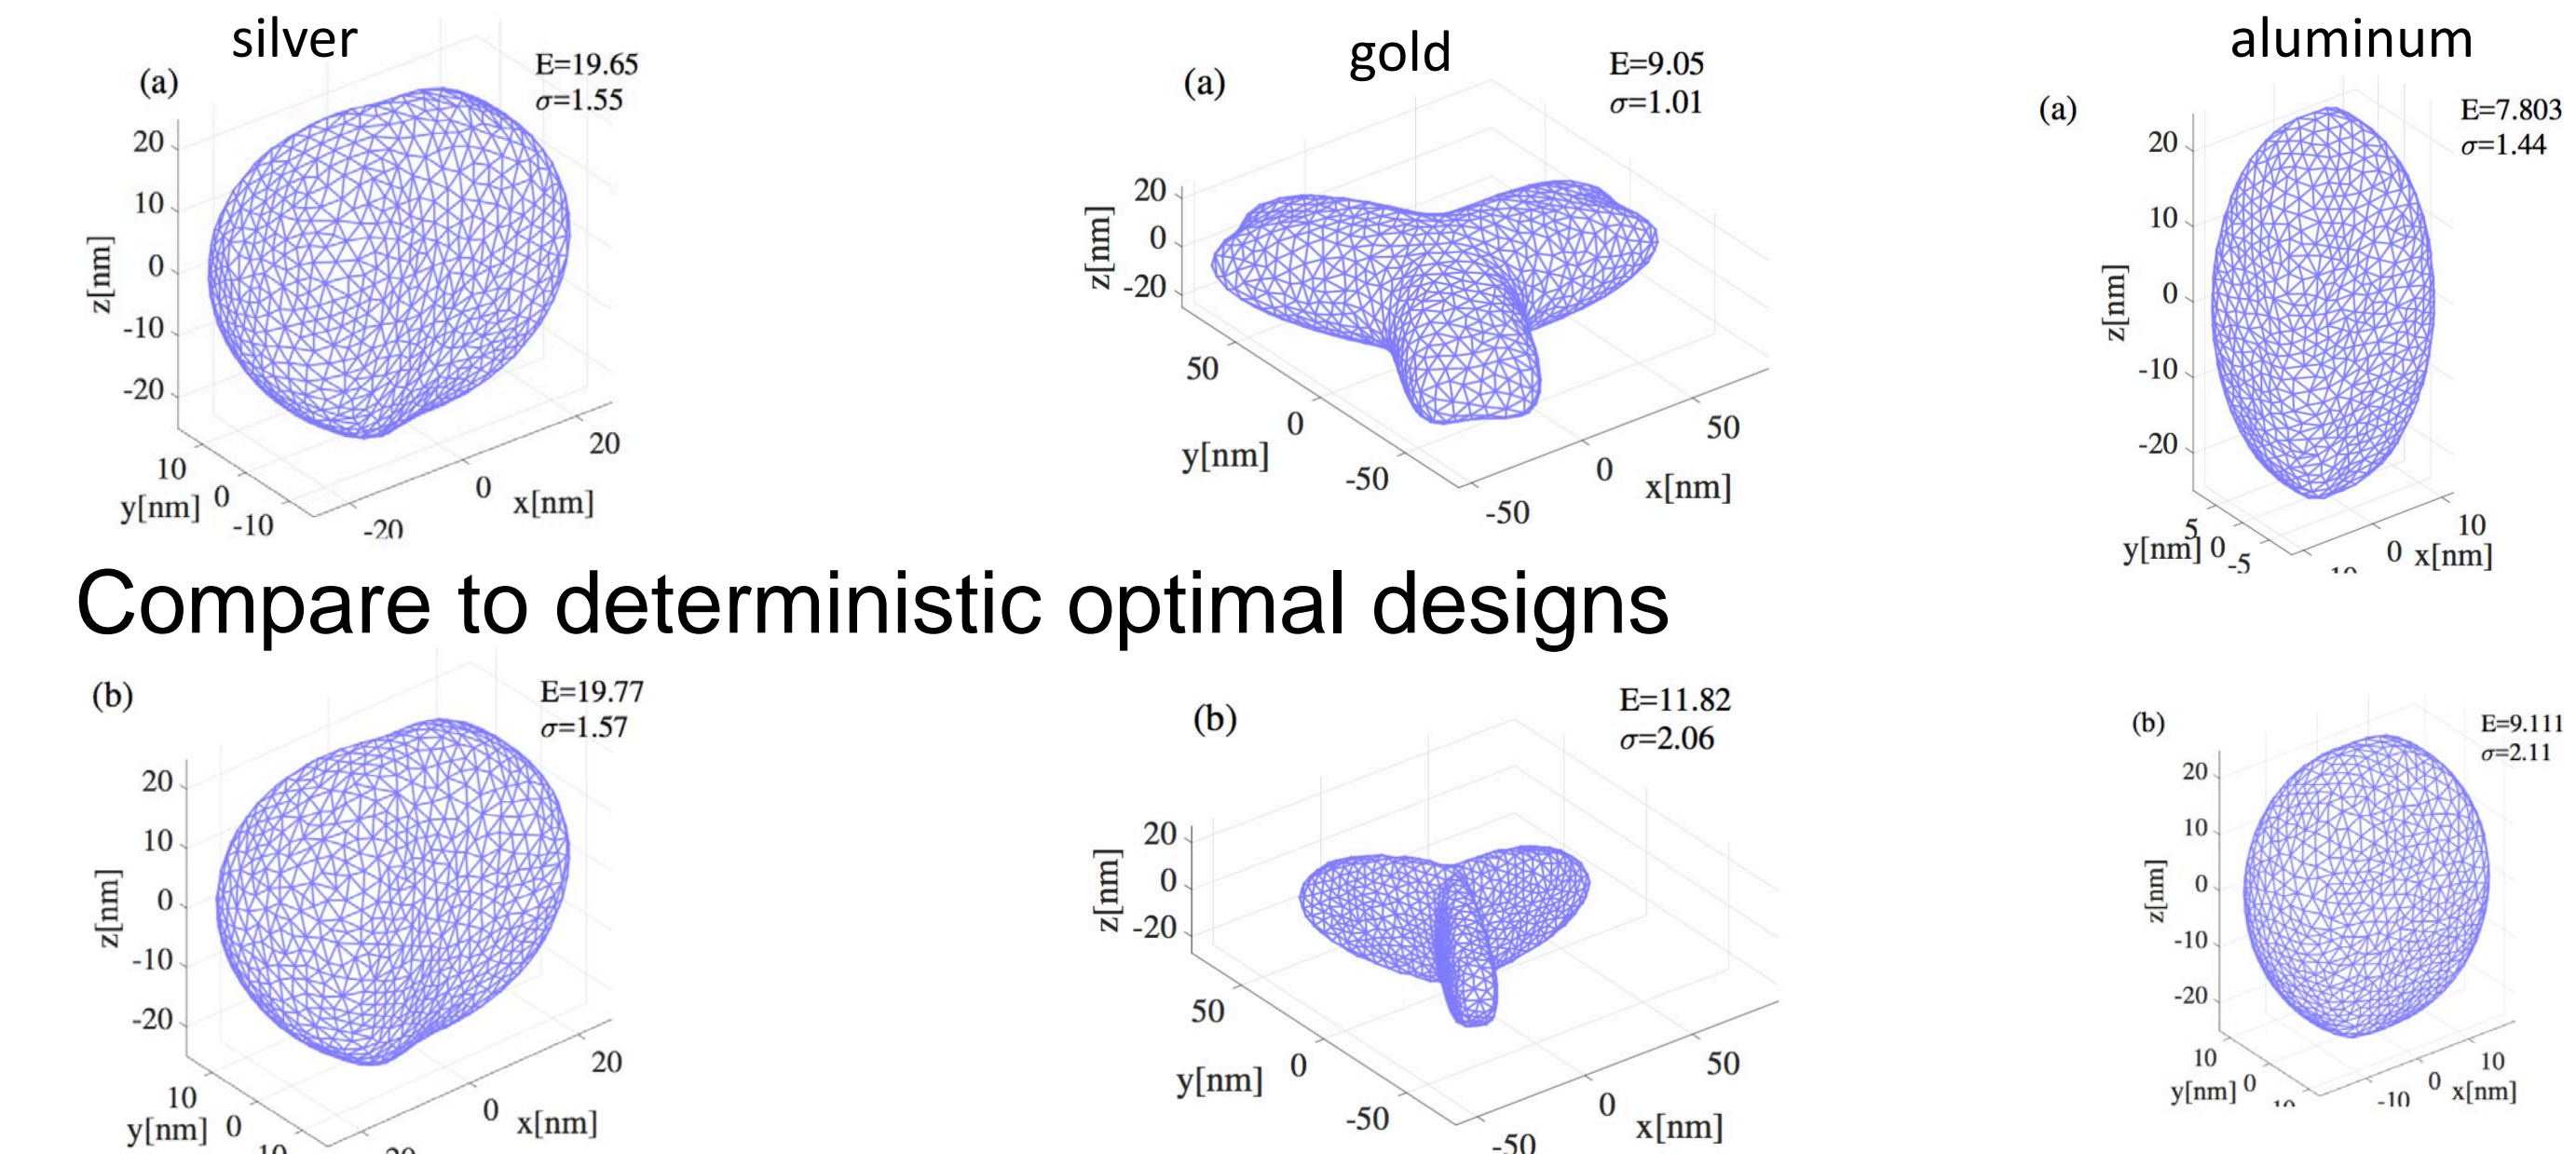 silver
(a)
E=19.65
σ=1.55
20
10
0
-10
-20
z[nm]
10
0
-10
y[nm]
-20
0
20
x[nm]
gold
(a)
E=9.05
σ=1.01
20
0
-20
z[nm]
50
0
-50
y[nm]
-50
0
50
x[nm]
aluminum
(a)
E=7.803
σ=1.44
20
10
0
-10
-20
z[nm]
5
0
-5
y[nm]
0
10
x[nm]
Compare to deterministic optimal designs
(b)
E=19.77
σ=1.57
20
10
0
-10
-20
z[nm]
10
0
y[nm]
0
20
x[nm]
(b)
E=11.82
σ=2.06
20
0
-20
z[nm]
50
0
-50
y[nm]
-50
0
50
x[nm]
(b)
E=9.111
σ=2.11
20
10
0
-10
-20
z[nm]
10
0
y[nm]
-10
0
10
x[nm]